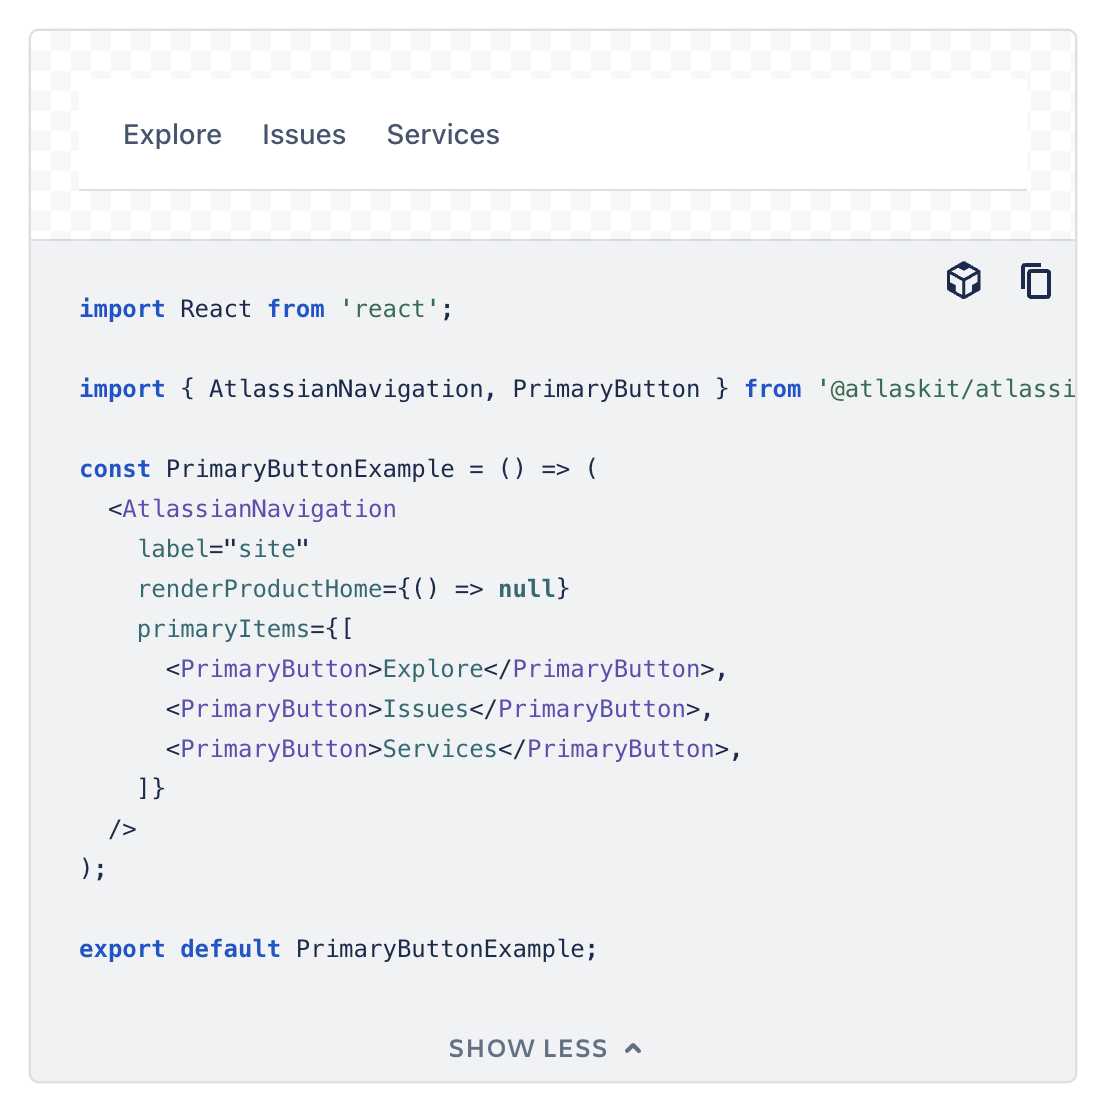 Explore Issues Services
import React from 'react';
import { AtlassianNavigation, PrimaryButton } from '@atlaskit/atlassi
const PrimaryButtonExample = () => (
  <AtlassianNavigation
    label="site"
    renderProductHome={() => null}
    primaryItems={[
      <PrimaryButton>Explore</PrimaryButton>,
      <PrimaryButton>Issues</PrimaryButton>,
      <PrimaryButton>Services</PrimaryButton>,
    ]}
  />
);
export default PrimaryButtonExample;
SHOW LESS